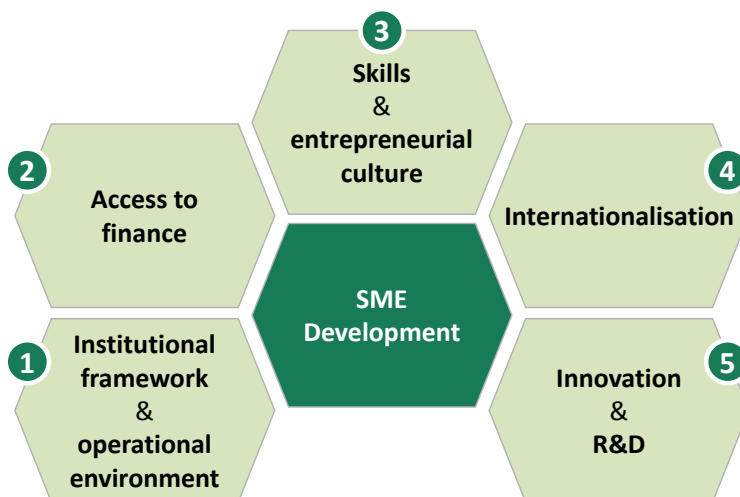 3
Skills
&
entrepreneurial
culture
2
Access to
finance
4
Internationalisation
SME
Development
1
Institutional
framework
&
operational
environment
5
Innovation
&
R&D